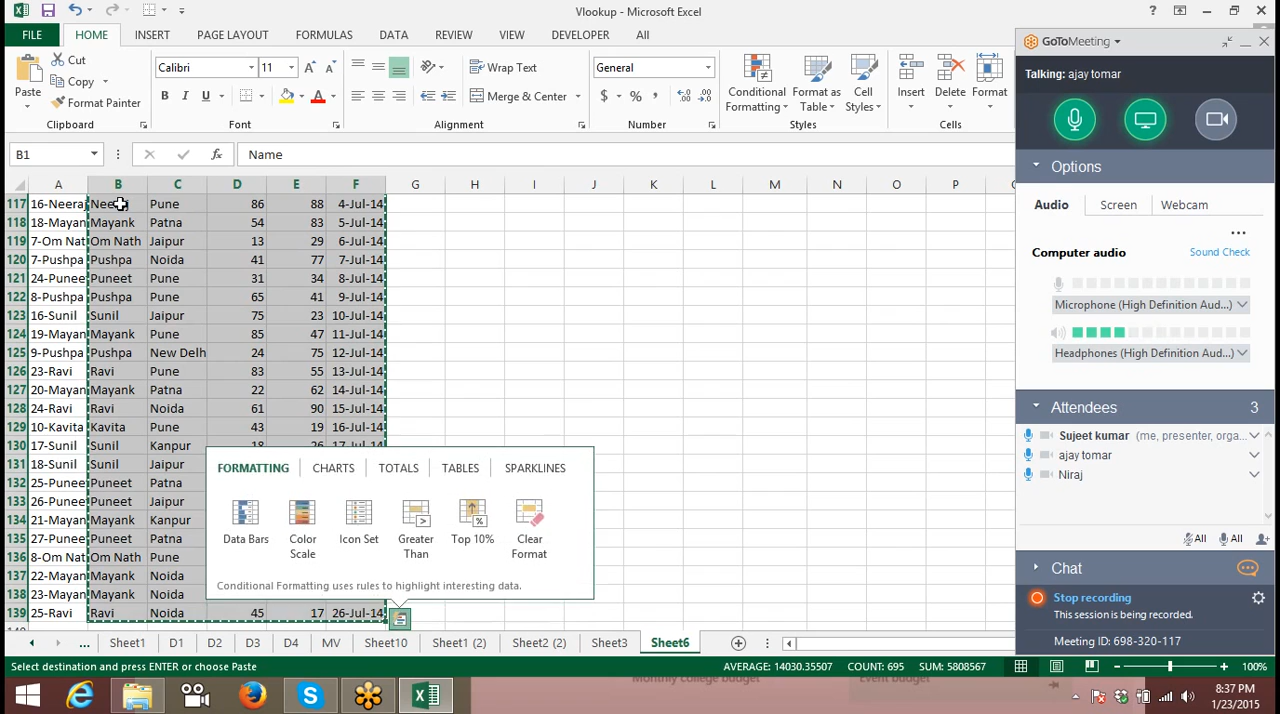 Vlookup - Microsoft Excel
FILE HOME INSERT PAGE LAYOUT FORMULAS DATA REVIEW VIEW DEVELOPER All
Paste Cut Copy Format Painter
Calibri 11 B I U A A A
Wrap Text Merge & Center
General $ % ,
Conditional Formatting Format as Table Cell Styles
Insert Delete Format
Clipboard Font Alignment Number Styles Cells
B1 fx Name
A B C D E F G H I J K L M N O P
117 16-Neeraj Pune 86 88 4-Jul-14
118 18-Mayan Mayank Patna 54 83 5-Jul-14
119 7-Om Nat Om Nath Jaipur 13 29 6-Jul-14
120 7-Pushpa Pushpa Noida 41 77 7-Jul-14
121 24-Punee Puneet Pune 31 34 8-Jul-14
122 8-Pushpa Pushpa Pune 65 41 9-Jul-14
123 16-Sunil Sunil Jaipur 75 23 10-Jul-14
124 19-Mayan Mayank Pune 85 47 11-Jul-14
125 9-Pushpa Pushpa New Delh 24 75 12-Jul-14
126 23-Ravi Ravi Pune 83 55 13-Jul-14
127 20-Mayan Mayank Patna 22 62 14-Jul-14
128 24-Ravi Ravi Noida 61 90 15-Jul-14
129 10-Kavita Kavita Pune 43 19 16-Jul-14
130 17-Sunil Sunil Kanpur 18 26 17-Jul-14
131 18-Sunil Sunil Jaipur
132 25-Punee Puneet Patna
133 26-Punee Puneet Jaipur
134 21-Mayan Mayank Kanpur
135 27-Punee Puneet Patna
136 8-Om Nat Om Nath Pune
137 22-Mayan Mayank Noida
138 23-Mayan Mayank Noida
139 25-Ravi Ravi Noida 45 17 26-Jul-14
FORMATTING CHARTS TOTALS TABLES SPARKLINES
Data Bars
Color Scale
Icon Set
Greater Than
Top 10%
Clear Format
Conditional Formatting uses rules to highlight interesting data.
... Sheet1 D1 D2 D3 D4 MV Sheet10 Sheet1 (2) Sheet2 (2) Sheet3 Sheet6
Select destination and press ENTER or choose Paste
AVERAGE: 14030.35507 COUNT: 695 SUM: 5808567 100%
Monthly college budget Event budget
8:37 PM
1/23/2015
GoToMeeting
Talking: ajay tomar
Options
Audio Screen Webcam
...
Computer audio Sound Check
Microphone (High Definition Aud...)
Headphones (High Definition Aud...)
Attendees 3
Sujeet kumar (me, presenter, orga...
ajay tomar
Niraj
All All
Chat
Stop recording
This session is being recorded.
Meeting ID: 698-320-117